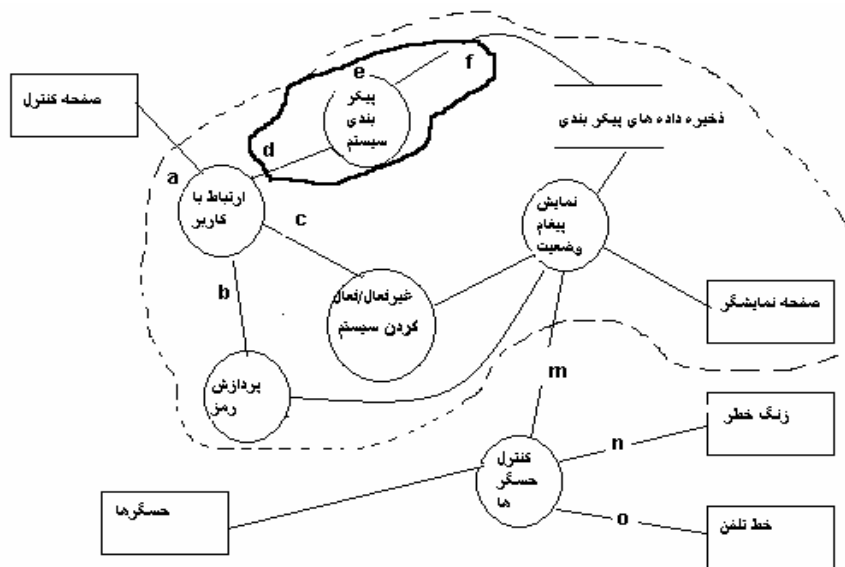 f
e
صفحه کنترل
پیکر
بندی
سیستم
ذخیره داده های پیکر بندی
d
a
ارتباط با
کاربر
c
نمایش
پیغام
وضعیت
b
غیرفعال/فعال
کردن سیستم
صفحه نمایشگر
m
پردازش
رمز
زنگ خطر
n
کنترل
حسگر
ها
حسگرها
o
خط تلفن